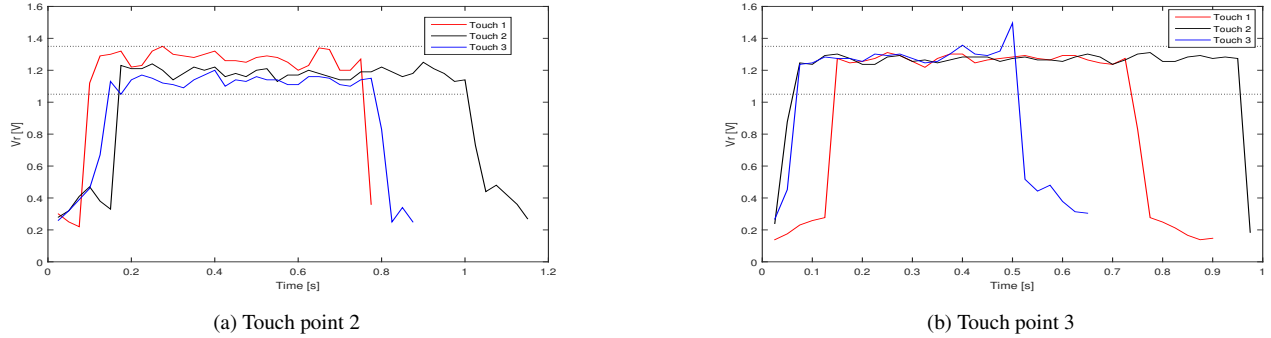 1.6
1.4
1.2
1
0.8
0.6
0.4
0.2
0
Vr [V]
Touch 1
Touch 2
Touch 3
0 0.2 0.4 0.6 0.8 1 1.2
Time [s]
(a) Touch point 2
1.6
1.4
1.2
1
0.8
0.6
0.4
0.2
0
Vr [V]
Touch 1
Touch 2
Touch 3
0 0.1 0.2 0.3 0.4 0.5 0.6 0.7 0.8 0.9 1
Time [s]
(b) Touch point 3